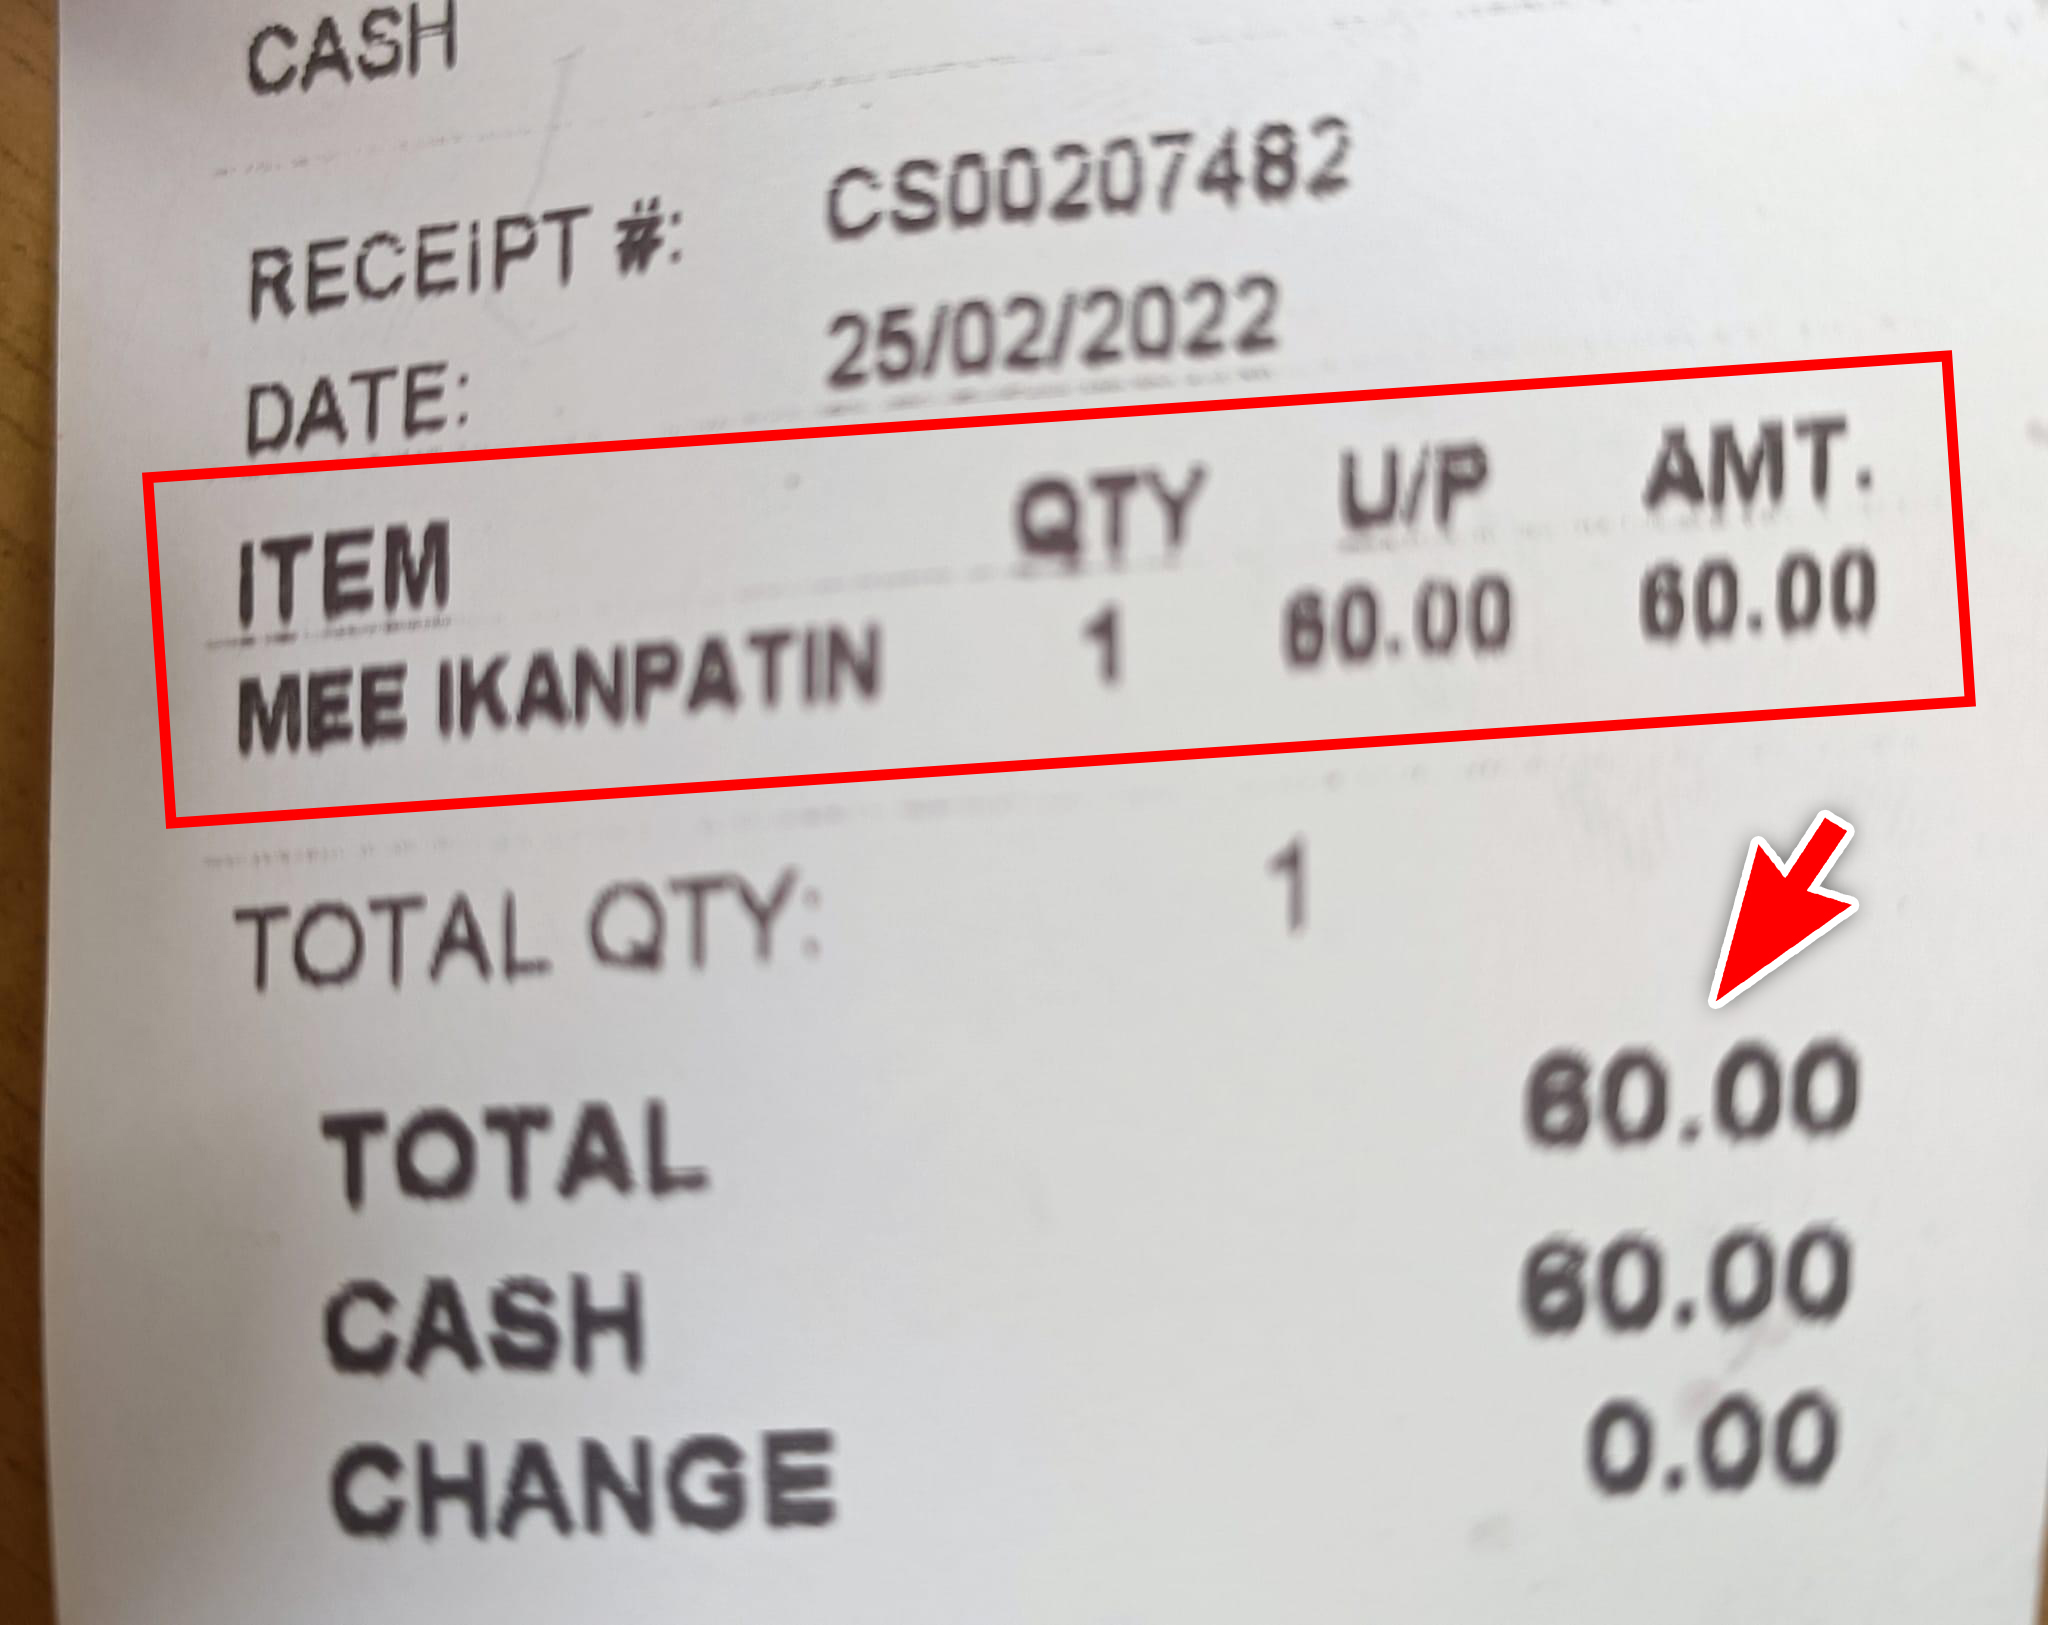 CASH
RECEIPT #: CS00207482
DATE: 25/02/2022
ITEM QTY U/P AMT.
MEE IKANPATIN 1 60.00 60.00
TOTAL QTY: 1
TOTAL 60.00
CASH 60.00
CHANGE 0.00